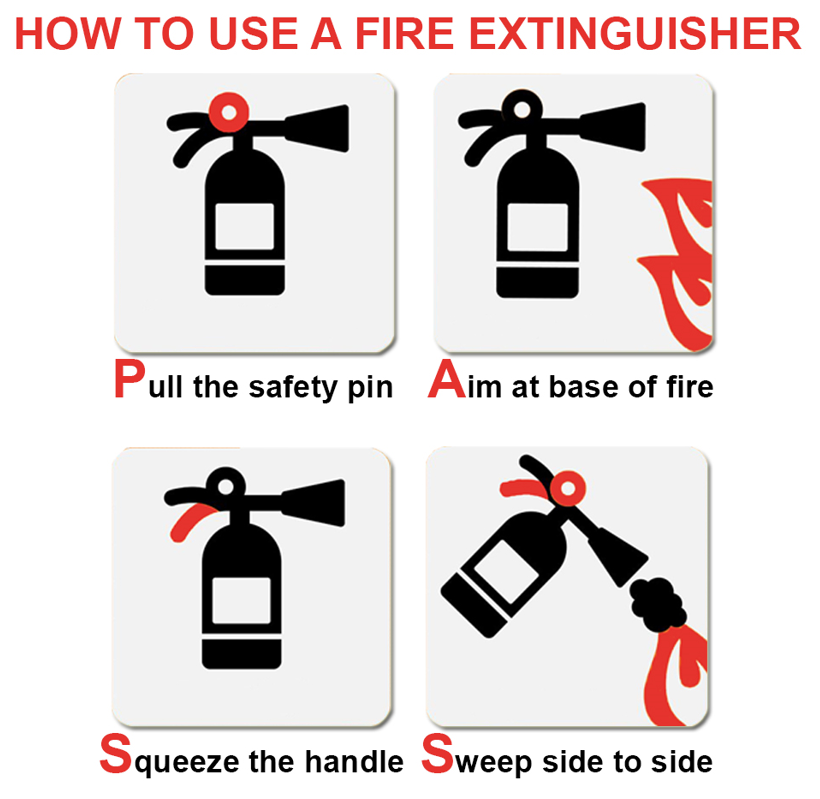 HOW TO USE A FIRE EXTINGUISHER
Pull the safety pin
Aim at base of fire
Squeeze the handle
Sweep side to side